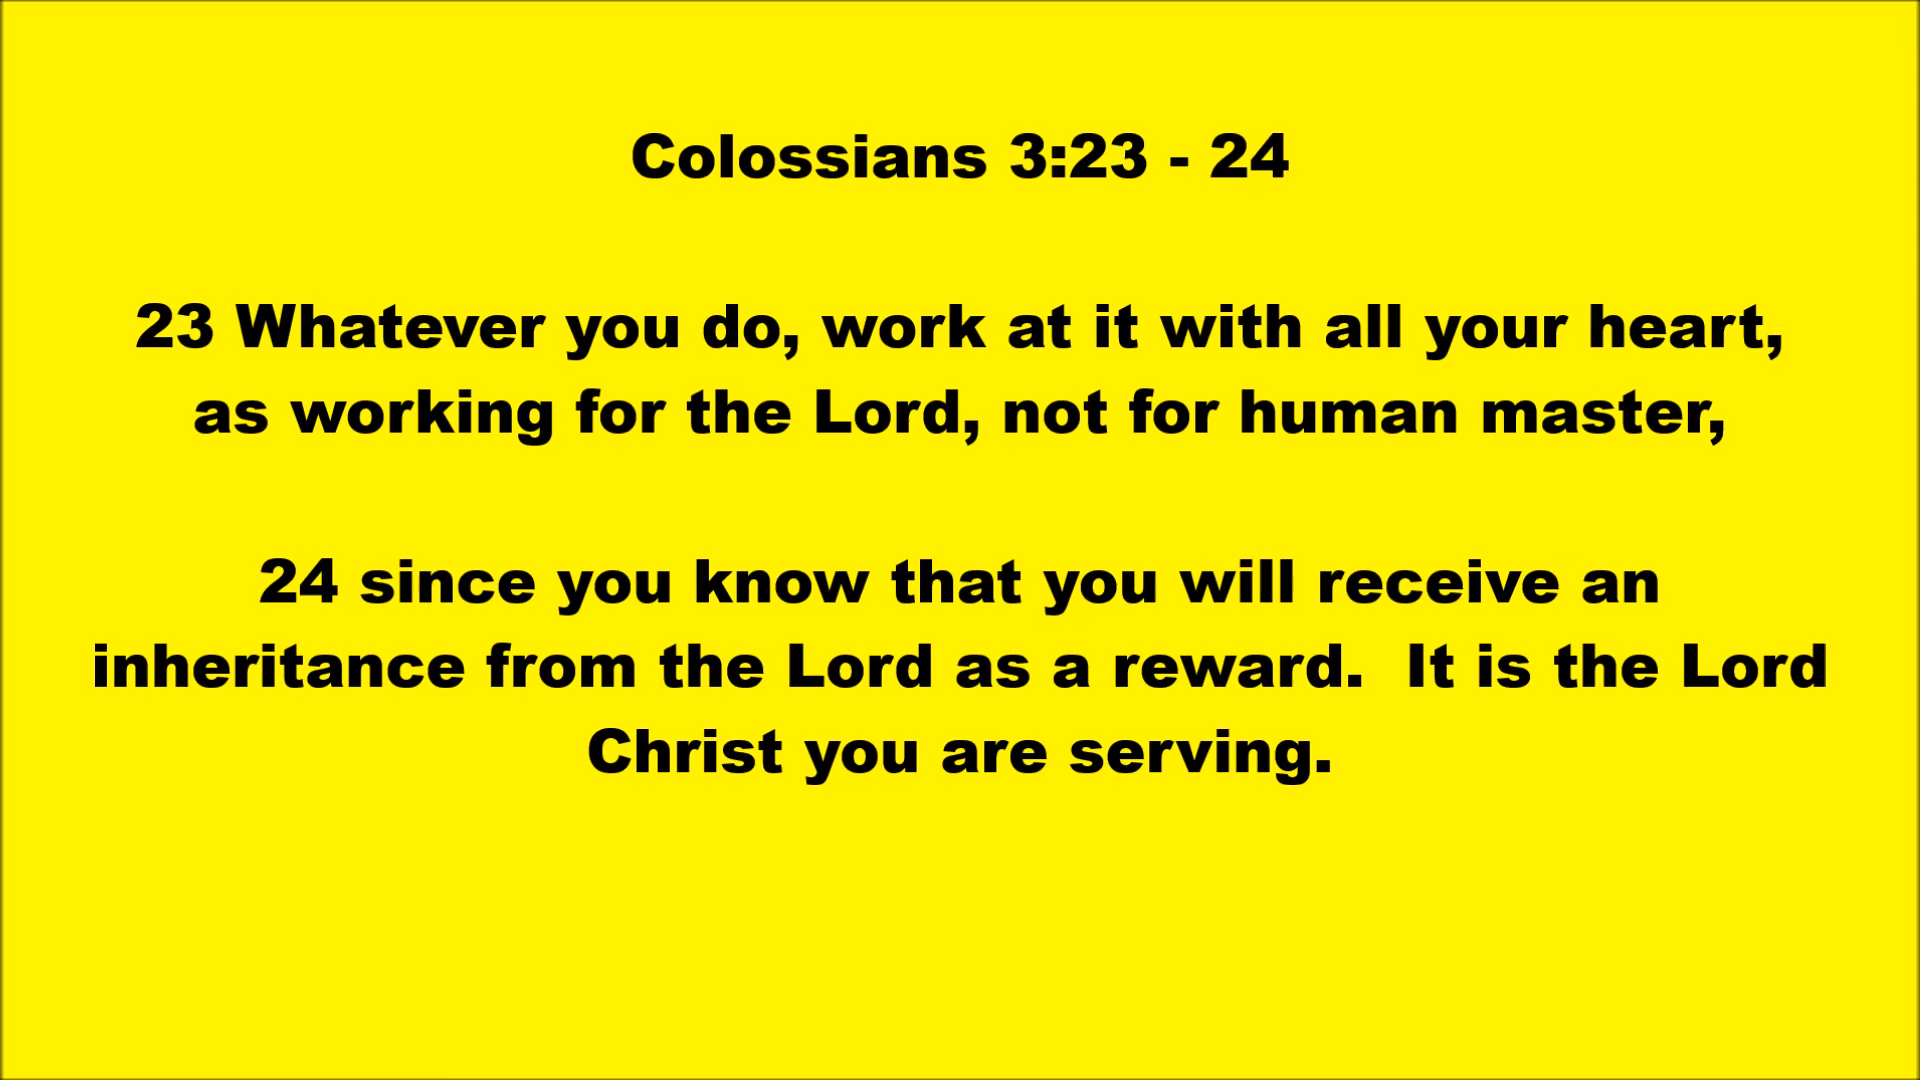 Colossians 3:23 - 24
23 Whatever you do, work at it with all your heart,
as working for the Lord, not for human master,
24 since you know that you will receive an
inheritance from the Lord as a reward.  It is the Lord
Christ you are serving.